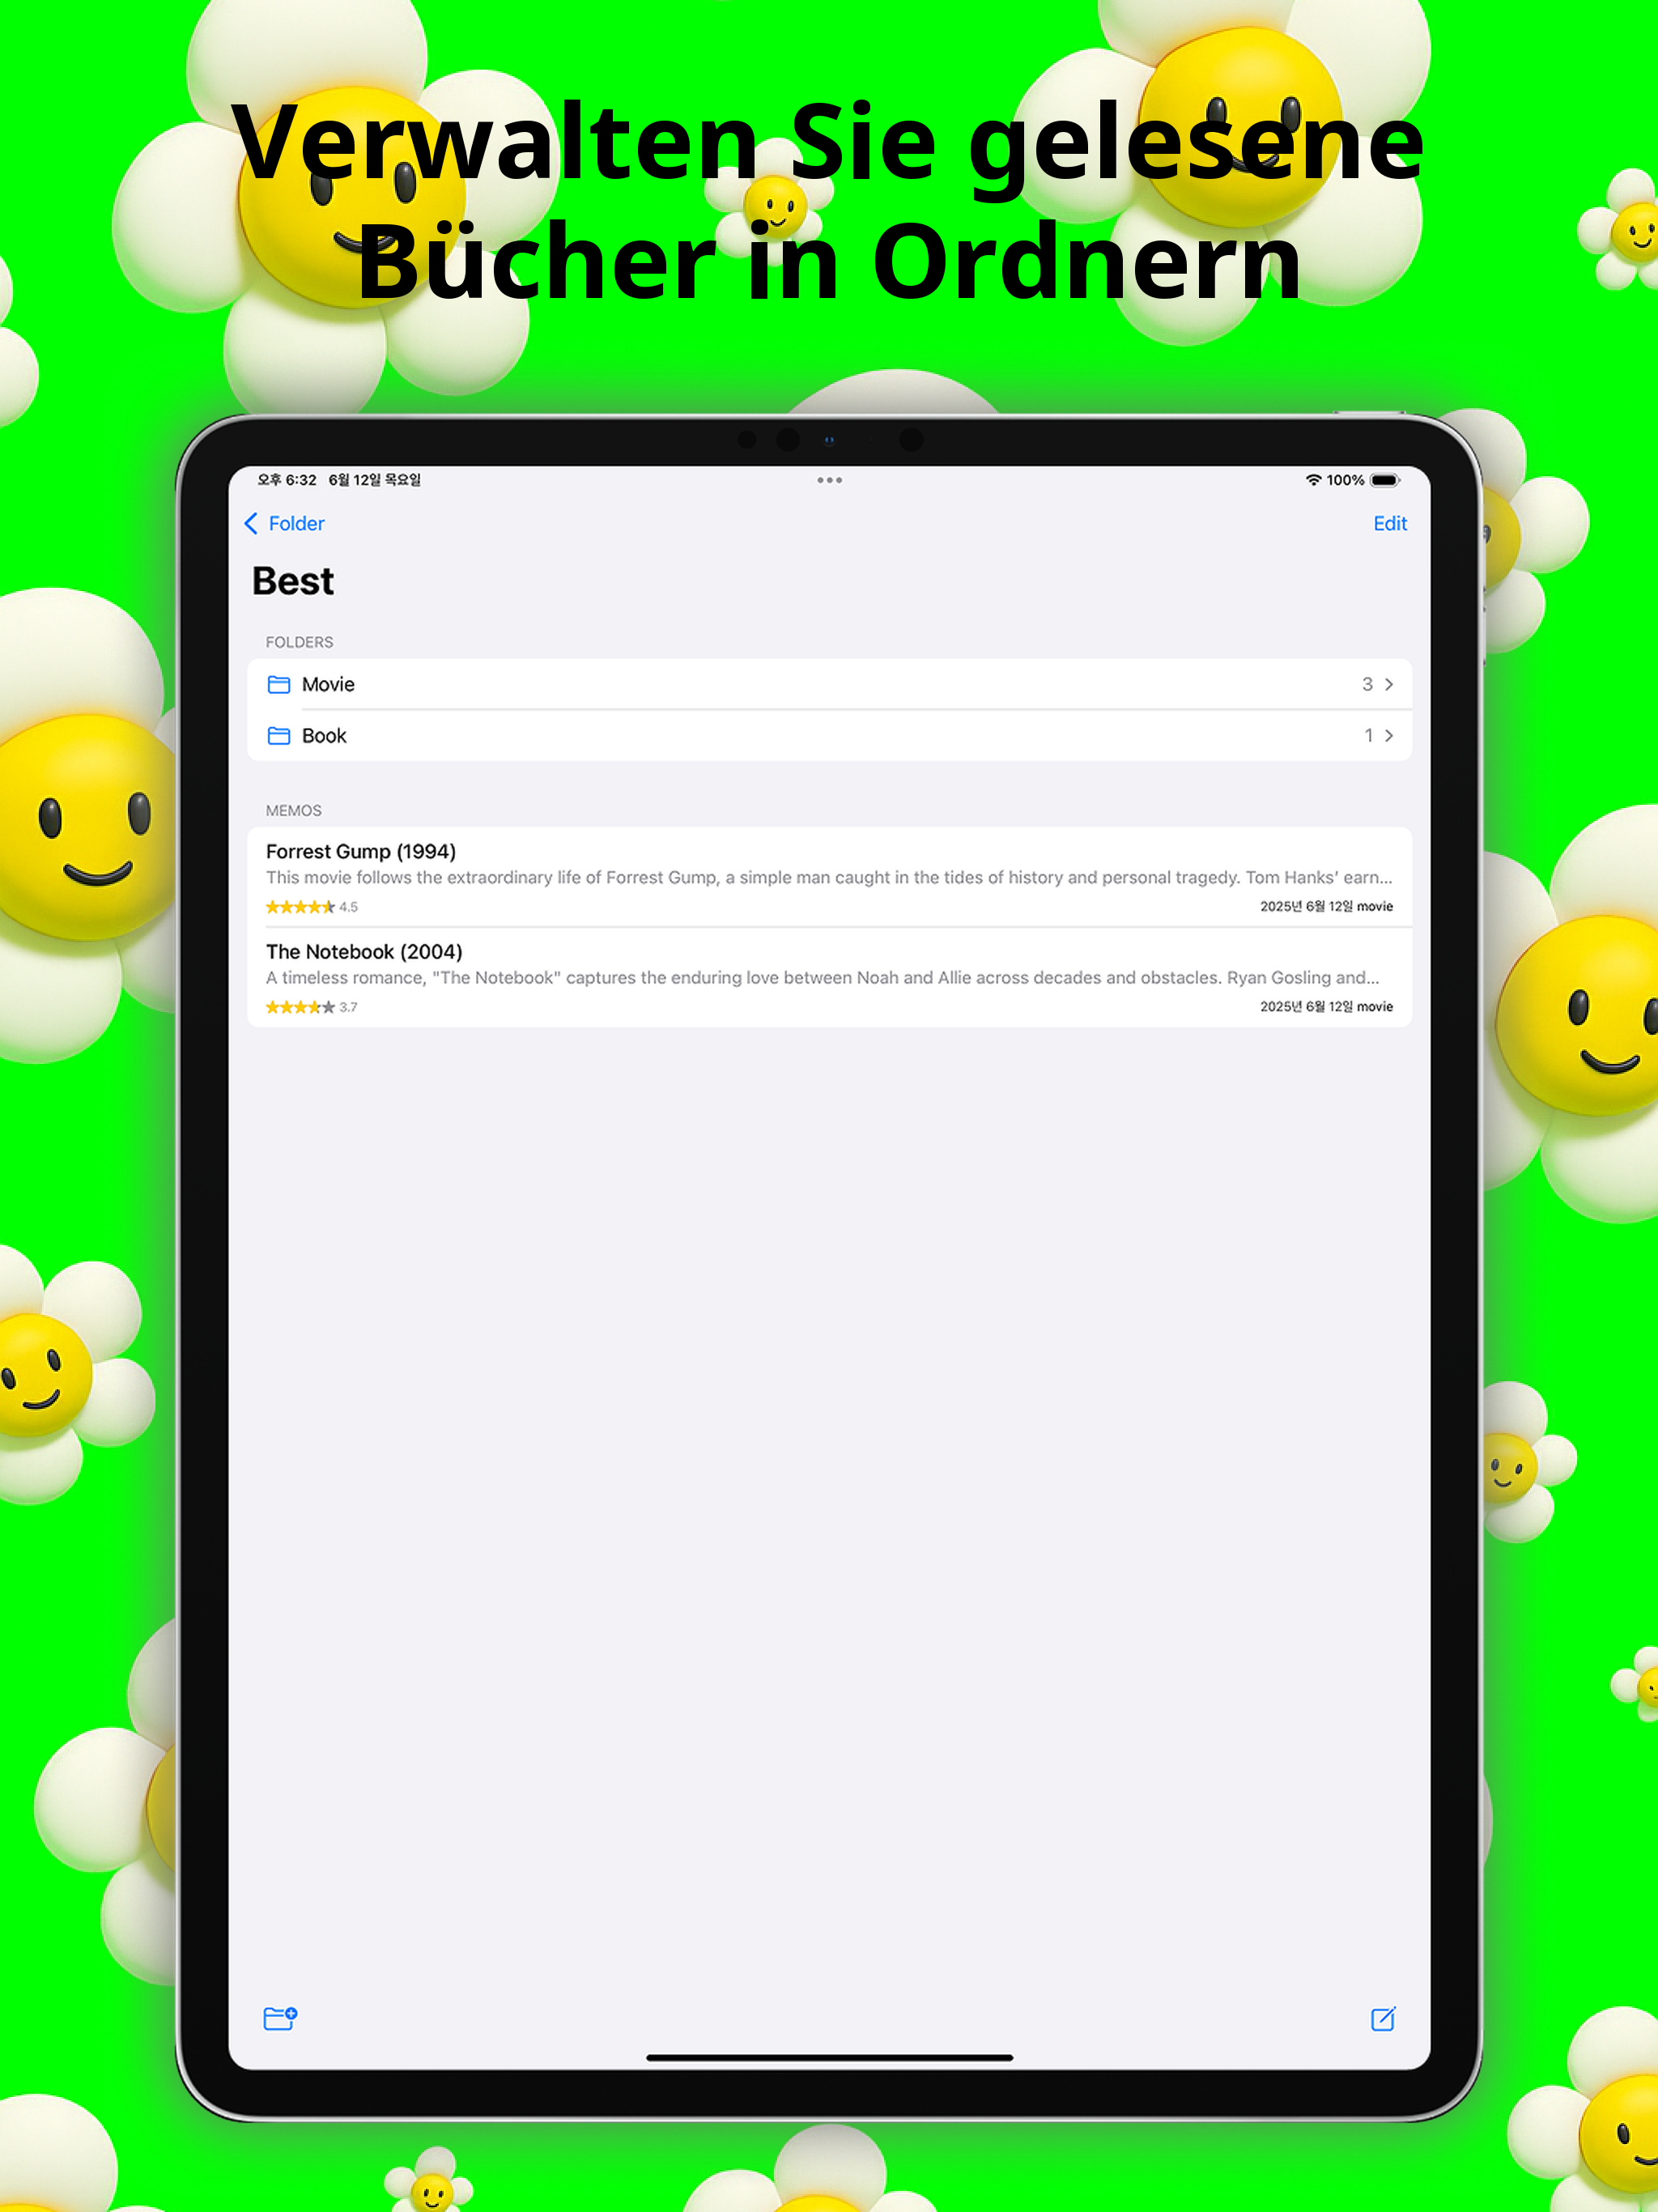 Verwalten Sie gelesene
Bücher in Ordnern
오후 6:32 6월 12일 목요일
100%
Folder
Edit
Best
FOLDERS
Movie 3
Book 1
MEMOS
Forrest Gump (1994)
This movie follows the extraordinary life of Forrest Gump, a simple man caught in the tides of history and personal tragedy. Tom Hanks’ earn...
4.5 2025년 6월 12일 movie
The Notebook (2004)
A timeless romance, "The Notebook" captures the enduring love between Noah and Allie across decades and obstacles. Ryan Gosling and...
3.7 2025년 6월 12일 movie